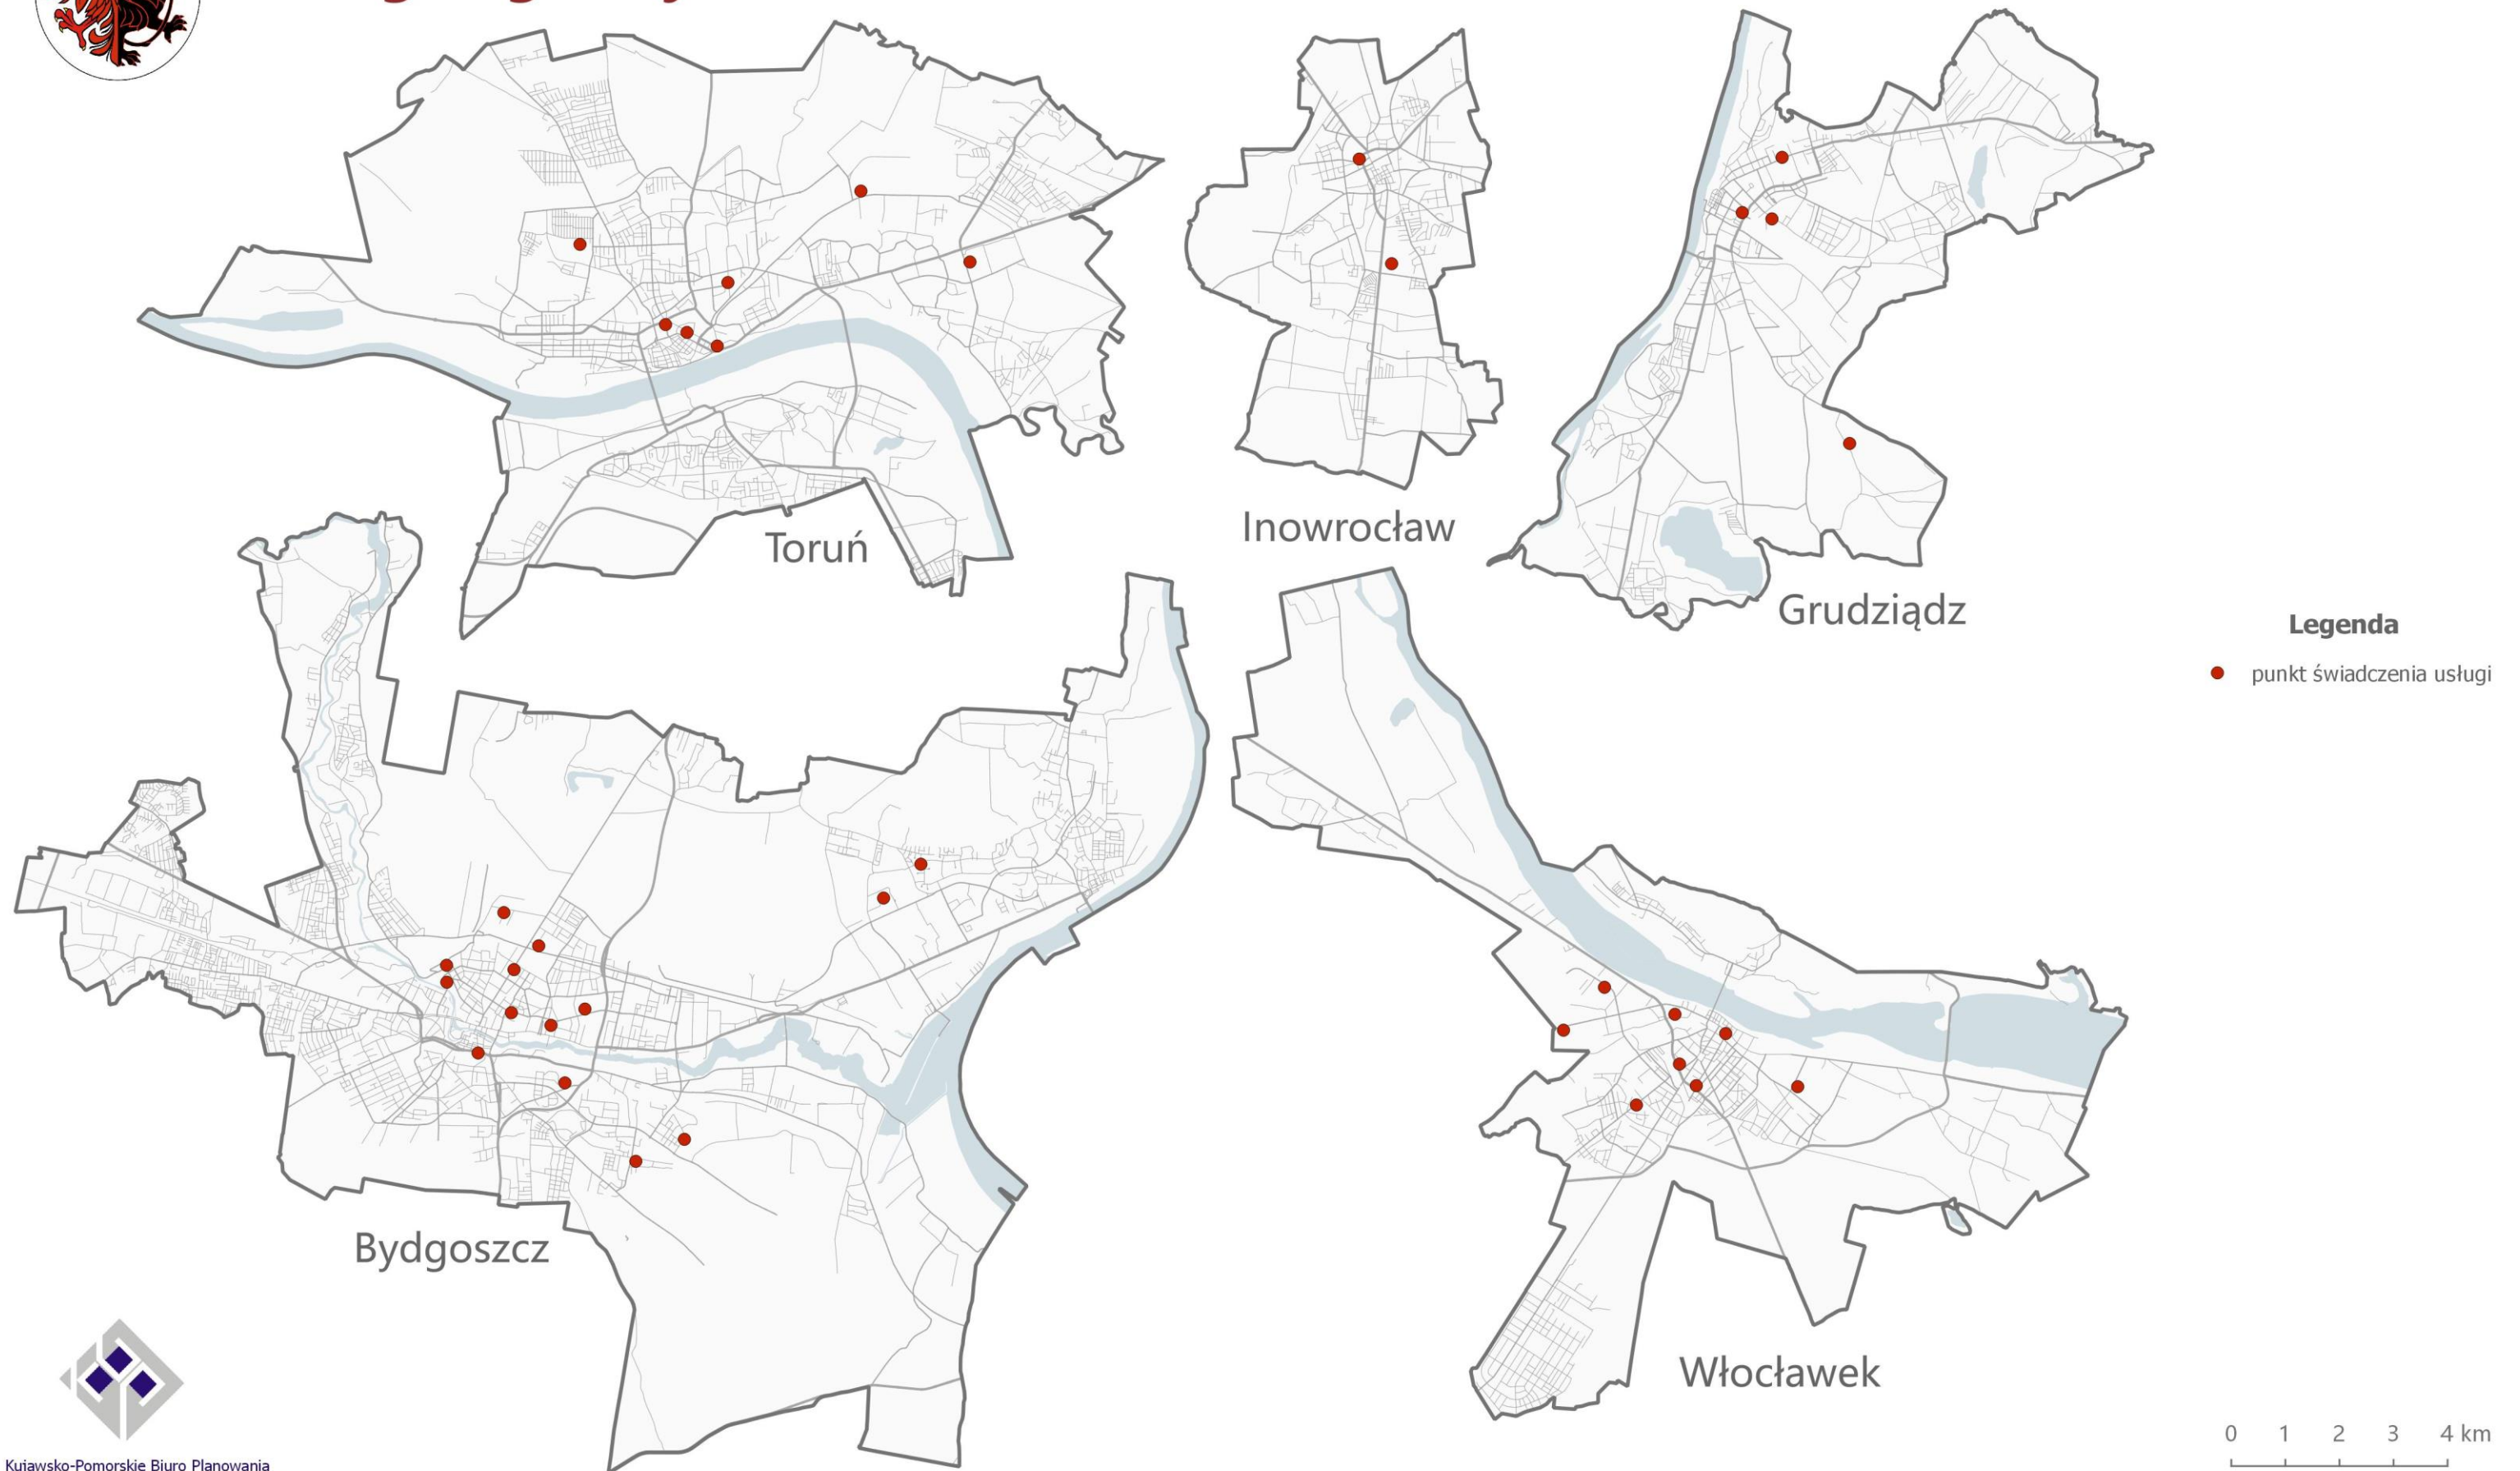 Toruń
Inowrocław
Grudziądz
Legenda
punkt świadczenia usługi
Bydgoszcz
Włocławek
0 1 2 3 4 km
Kujawsko-Pomorskie Biuro Planowania